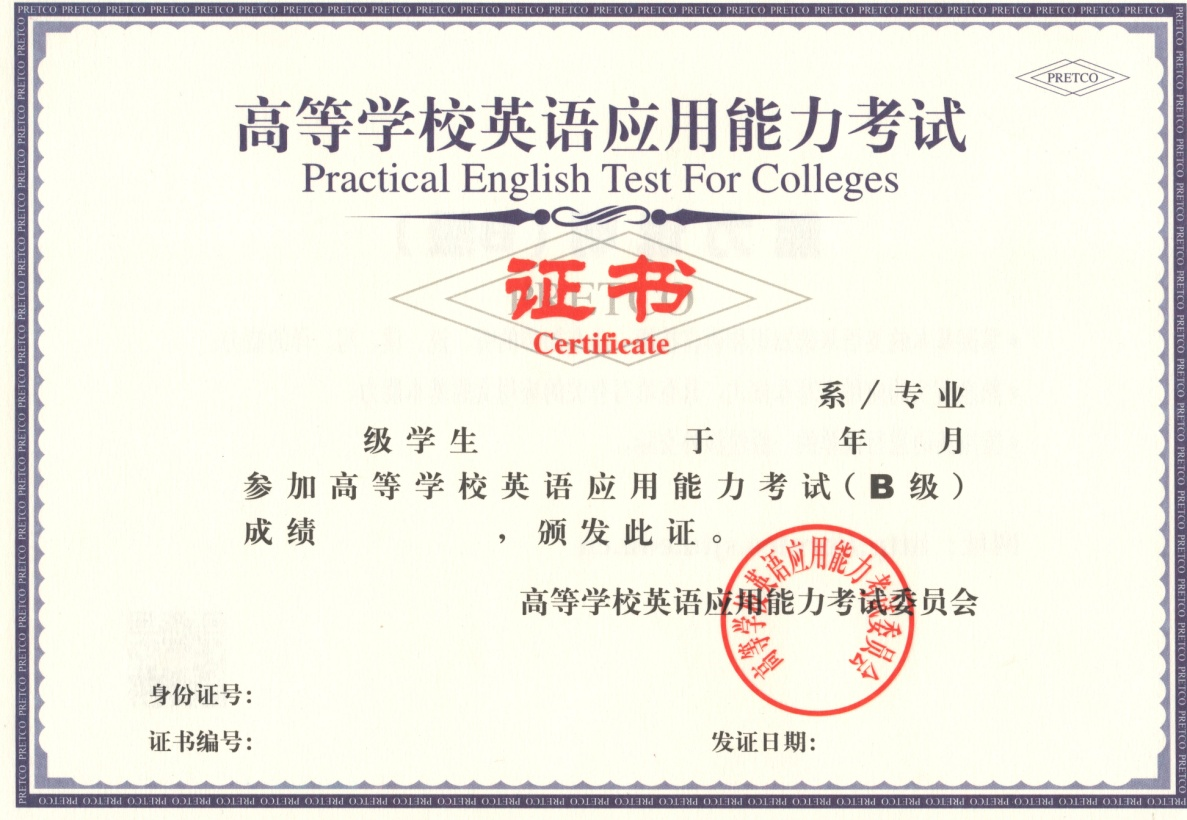 PRETCO
高等学校英语应用能力考试
Practical English Test For Colleges
PRETCO
证书
Certificate
系/专业
级学生 于 年 月
参加高等学校英语应用能力考试(B级)
成绩 ,颁发此证。
高等学校英语应用能力考试委员会
高等学校英语应用能力考试委员会
身份证号:
证书编号: 发证日期: